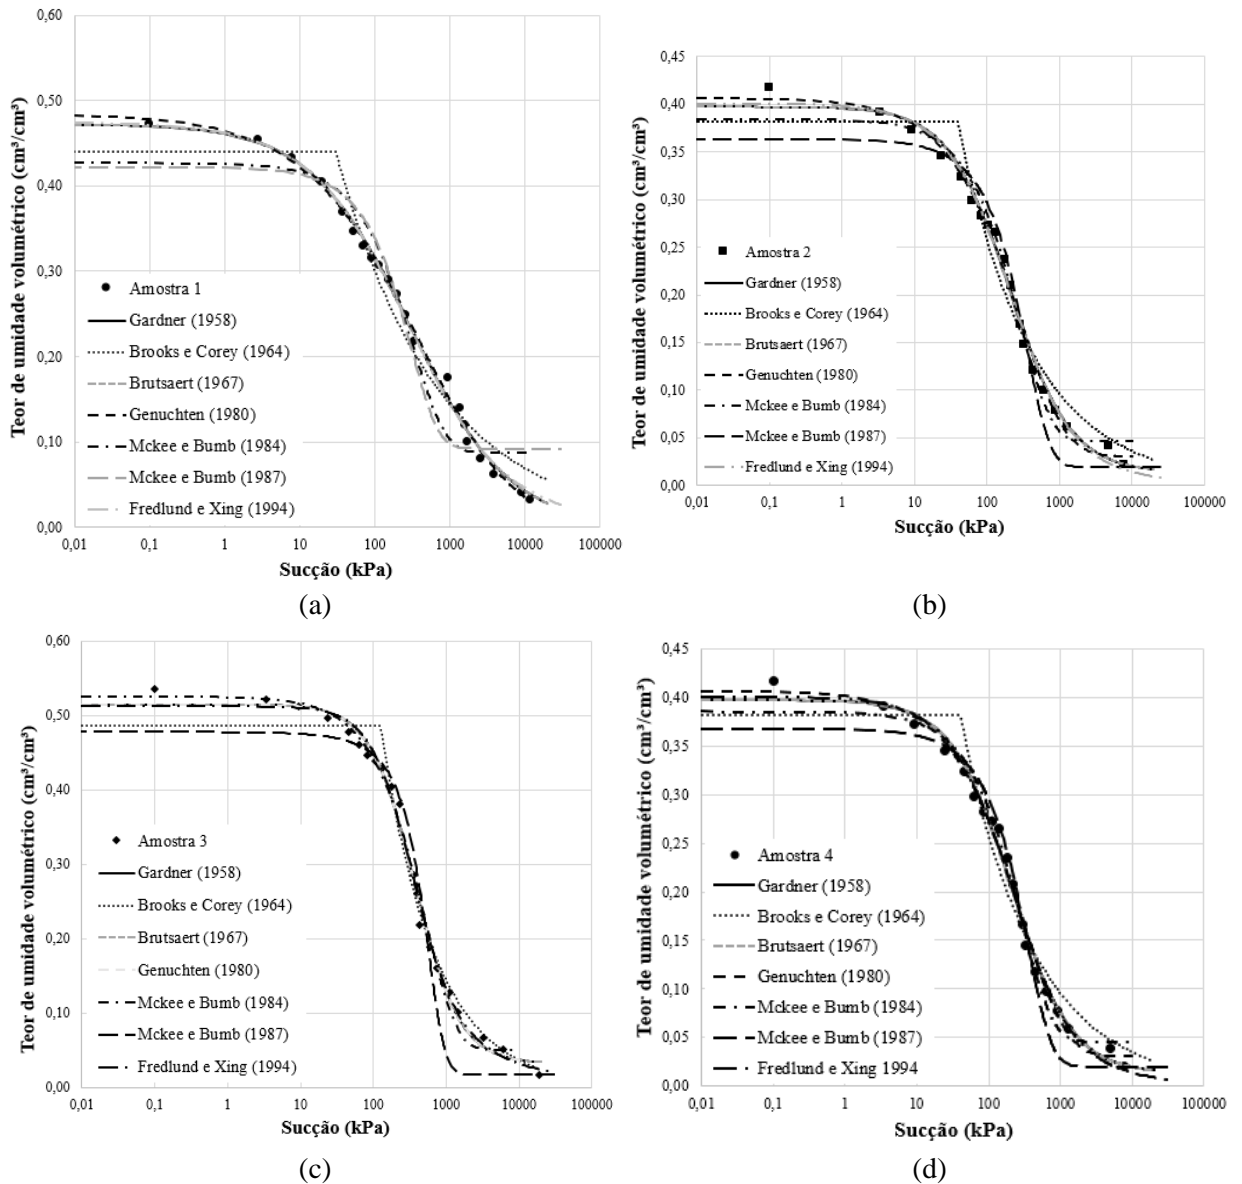 0,60
0,50
0,40
0,30
0,20
0,10
0,00
Teor de umidade volumétrico (cm³/cm³)
Amostra 1
Gardner (1958)
Brooks e Corey (1964)
Brutsaert (1967)
Genuchten (1980)
Mckee e Bumb (1984)
Mckee e Bumb (1987)
Fredlund e Xing (1994)
0,01 0,1 1 10 100 1000 10000 100000
Sucção (kPa)
(a)
0,45
0,40
0,35
0,30
0,25
0,20
0,15
0,10
0,05
0,00
Teor de umidade volumétrico (cm³/cm³)
Amostra 2
Gardner (1958)
Brooks e Corey (1964)
Brutsaert (1967)
Genuchten (1980)
Mckee e Bumb (1984)
Mckee e Bumb (1987)
Fredlund e Xing (1994)
0,01 0,1 1 10 100 1000 10000 100000
Sucção (kPa)
(b)
0,60
0,50
0,40
0,30
0,20
0,10
0,00
Teor de umidade volumétrico (cm³/cm³)
Amostra 3
Gardner (1958)
Brooks e Corey (1964)
Brutsaert (1967)
Genuchten (1980)
Mckee e Bumb (1984)
Mckee e Bumb (1987)
Fredlund e Xing (1994)
0,01 0,1 1 10 100 1000 10000 100000
Sucção (kPa)
(c)
0,45
0,40
0,35
0,30
0,25
0,20
0,15
0,10
0,05
0,00
Teor de umidade volumétrico (cm³/cm³)
Amostra 4
Gardner (1958)
Brooks e Corey (1964)
Brutsaert (1967)
Genuchten (1980)
Mckee e Bumb (1984)
Mckee e Bumb (1987)
Fredlund e Xing 1994
0,01 0,1 1 10 100 1000 10000 100000
Sucção (kPa)
(d)